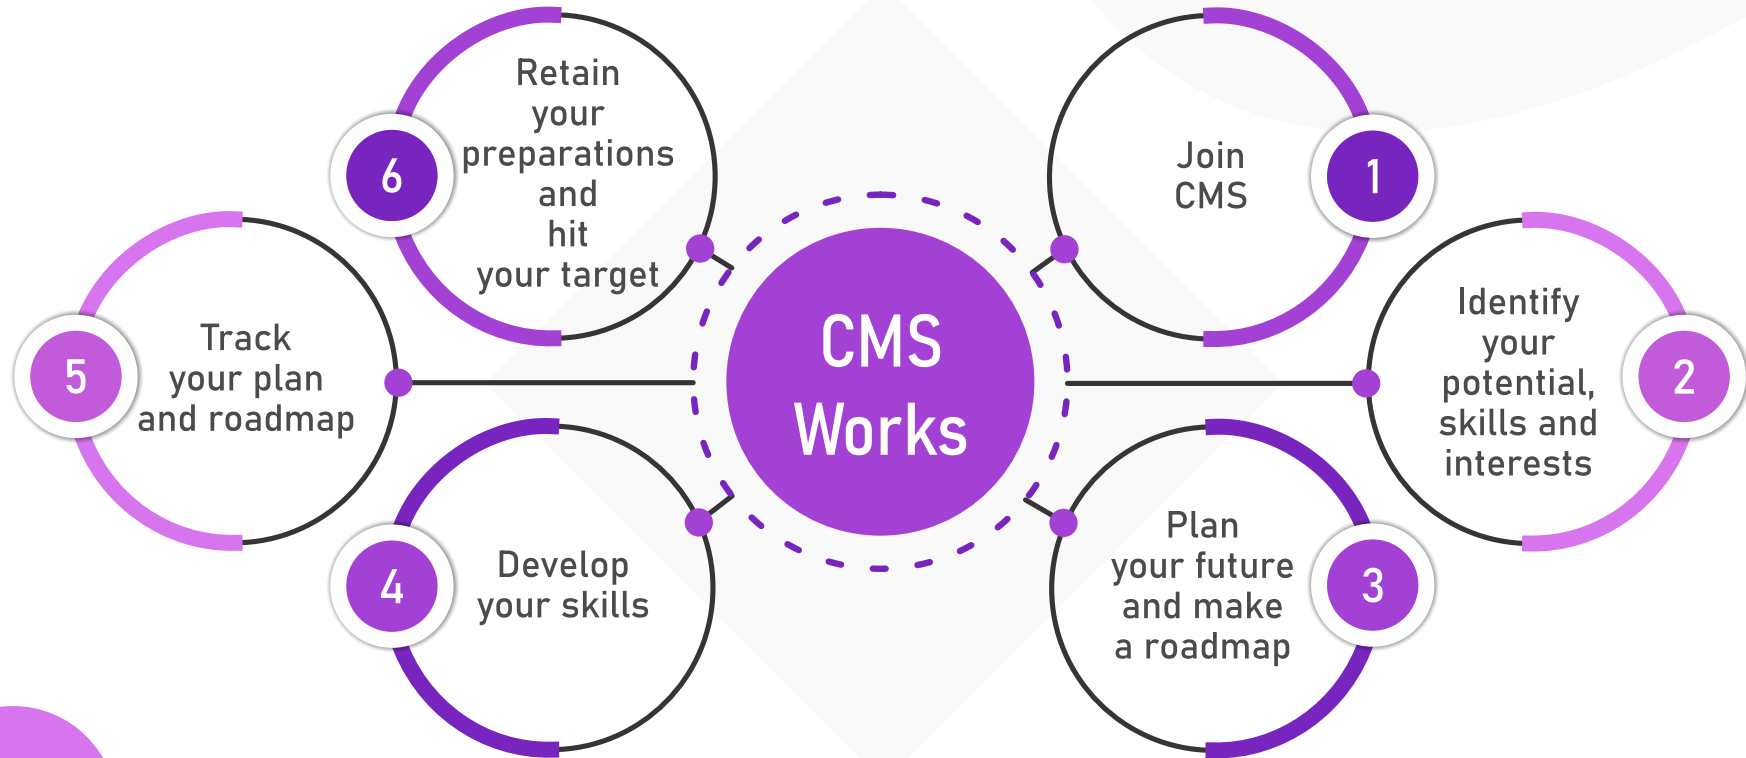 CMS
Works
1
Join
CMS
2
Identify
your
potential,
skills and
interests
3
Plan
your future
and make
a roadmap
4
Develop
your skills
5
Track
your plan
and roadmap
6
Retain
your
preparations
and
hit
your target